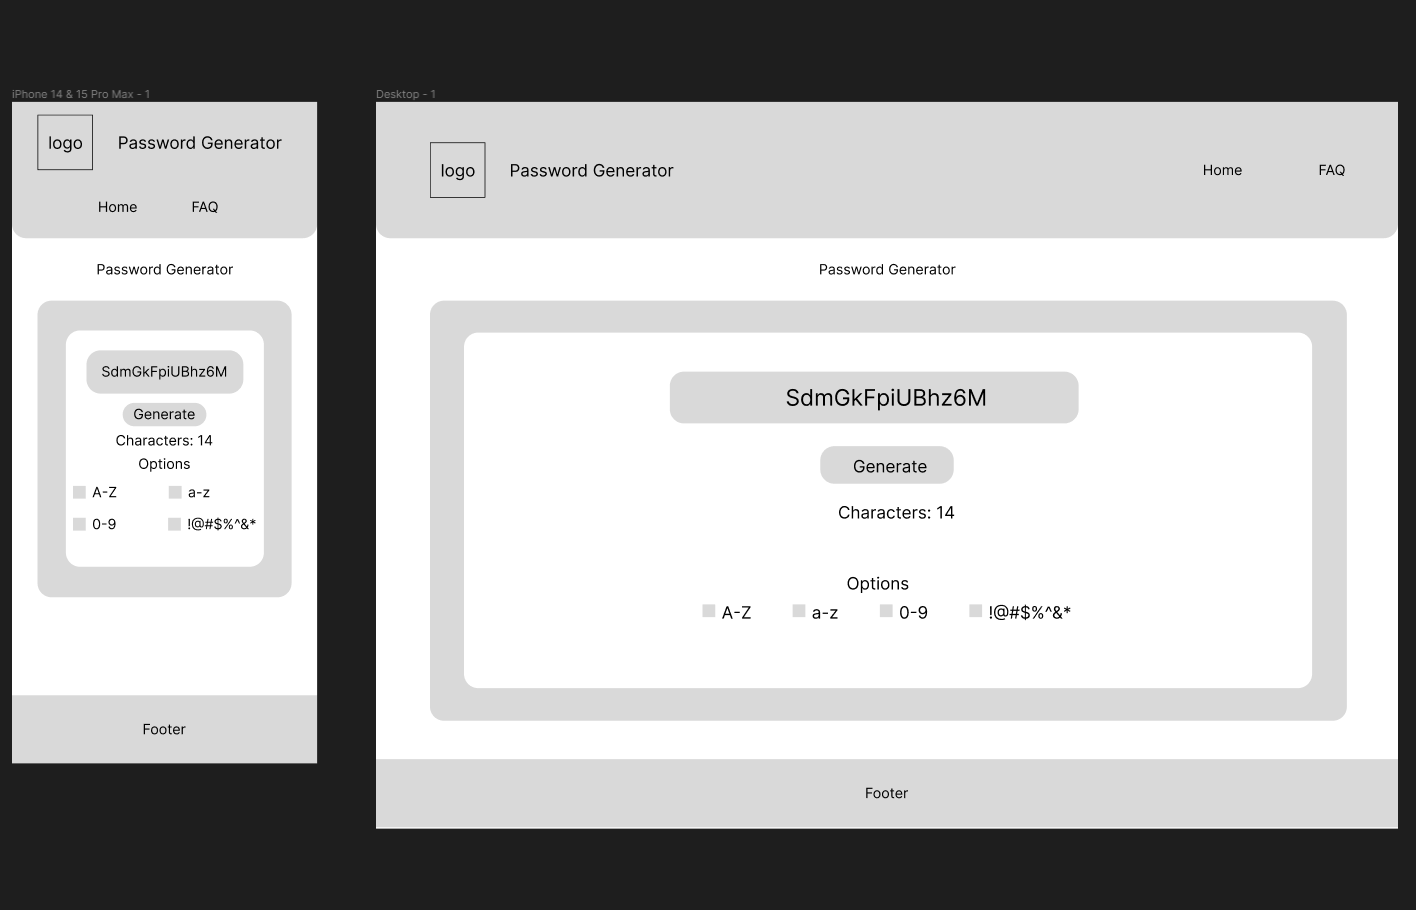 iPhone 14 & 15 Pro Max - 1
logo
Password Generator
Home FAQ
Password Generator
SdmGkFpiUBhz6M
Generate
Characters: 14
Options
A-Z a-z
0-9 !@#$%^&*
Footer
Desktop - 1
logo
Password Generator
Home FAQ
Password Generator
SdmGkFpiUBhz6M
Generate
Characters: 14
Options
A-Z a-z 0-9 !@#$%^&*
Footer